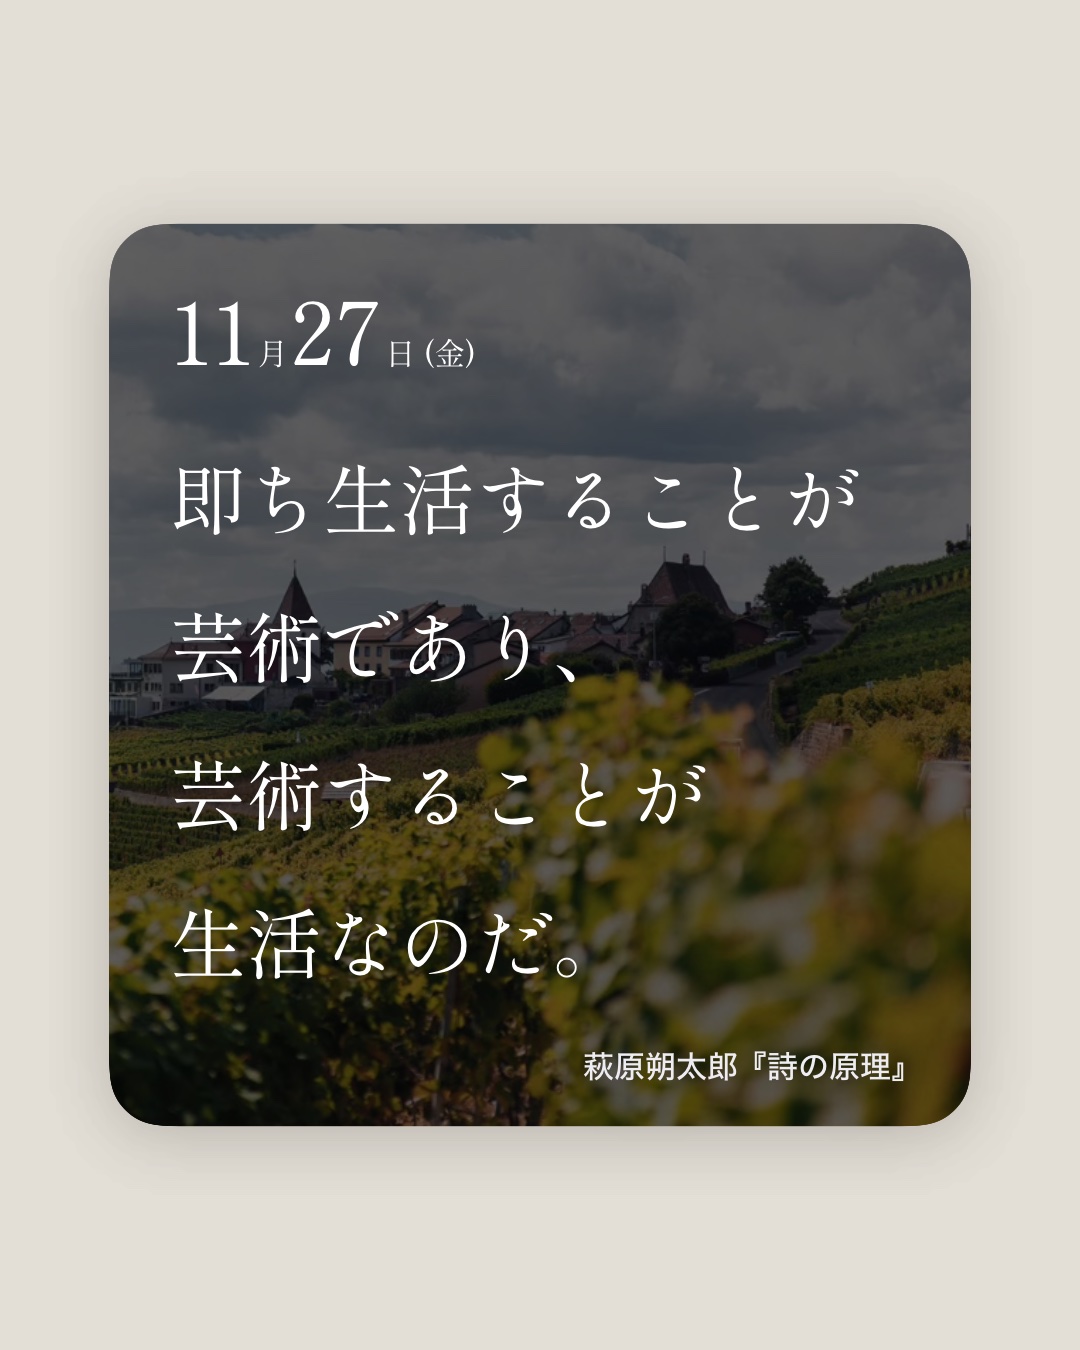 11月27日 (金)
即ち生活することが
芸術であり、
芸術することが
生活なのだ。
萩原朔太郎『詩の原理』